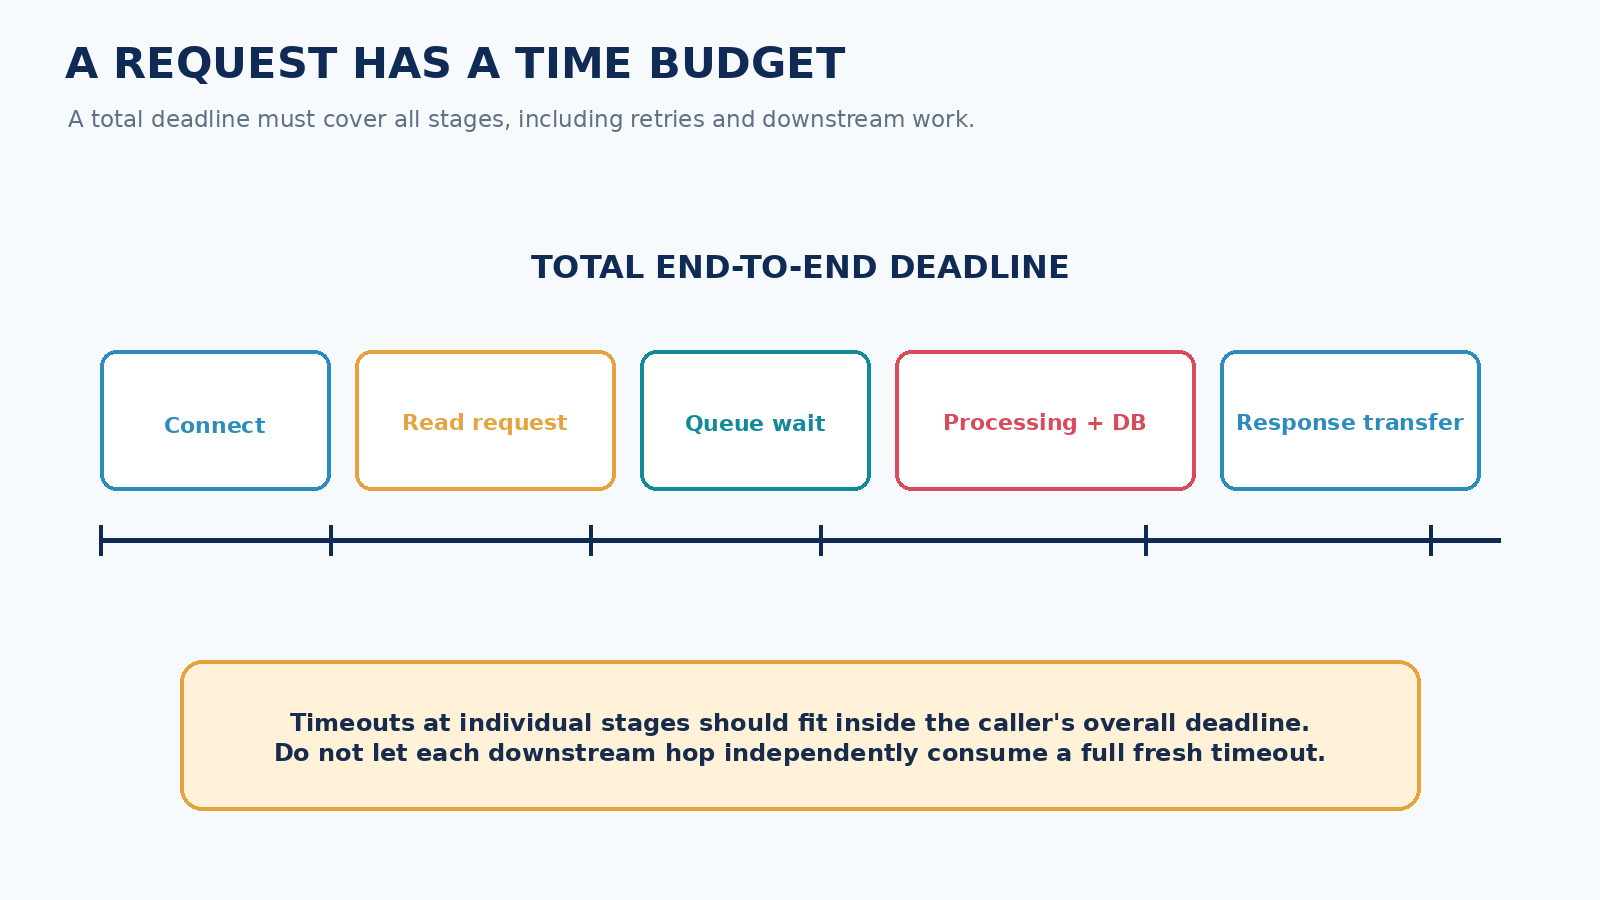 A REQUEST HAS A TIME BUDGET
A total deadline must cover all stages, including retries and downstream work.
TOTAL END-TO-END DEADLINE
Connect
Read request
Queue wait
Processing + DB
Response transfer
Timeouts at individual stages should fit inside the caller's overall deadline.
Do not let each downstream hop independently consume a full fresh timeout.